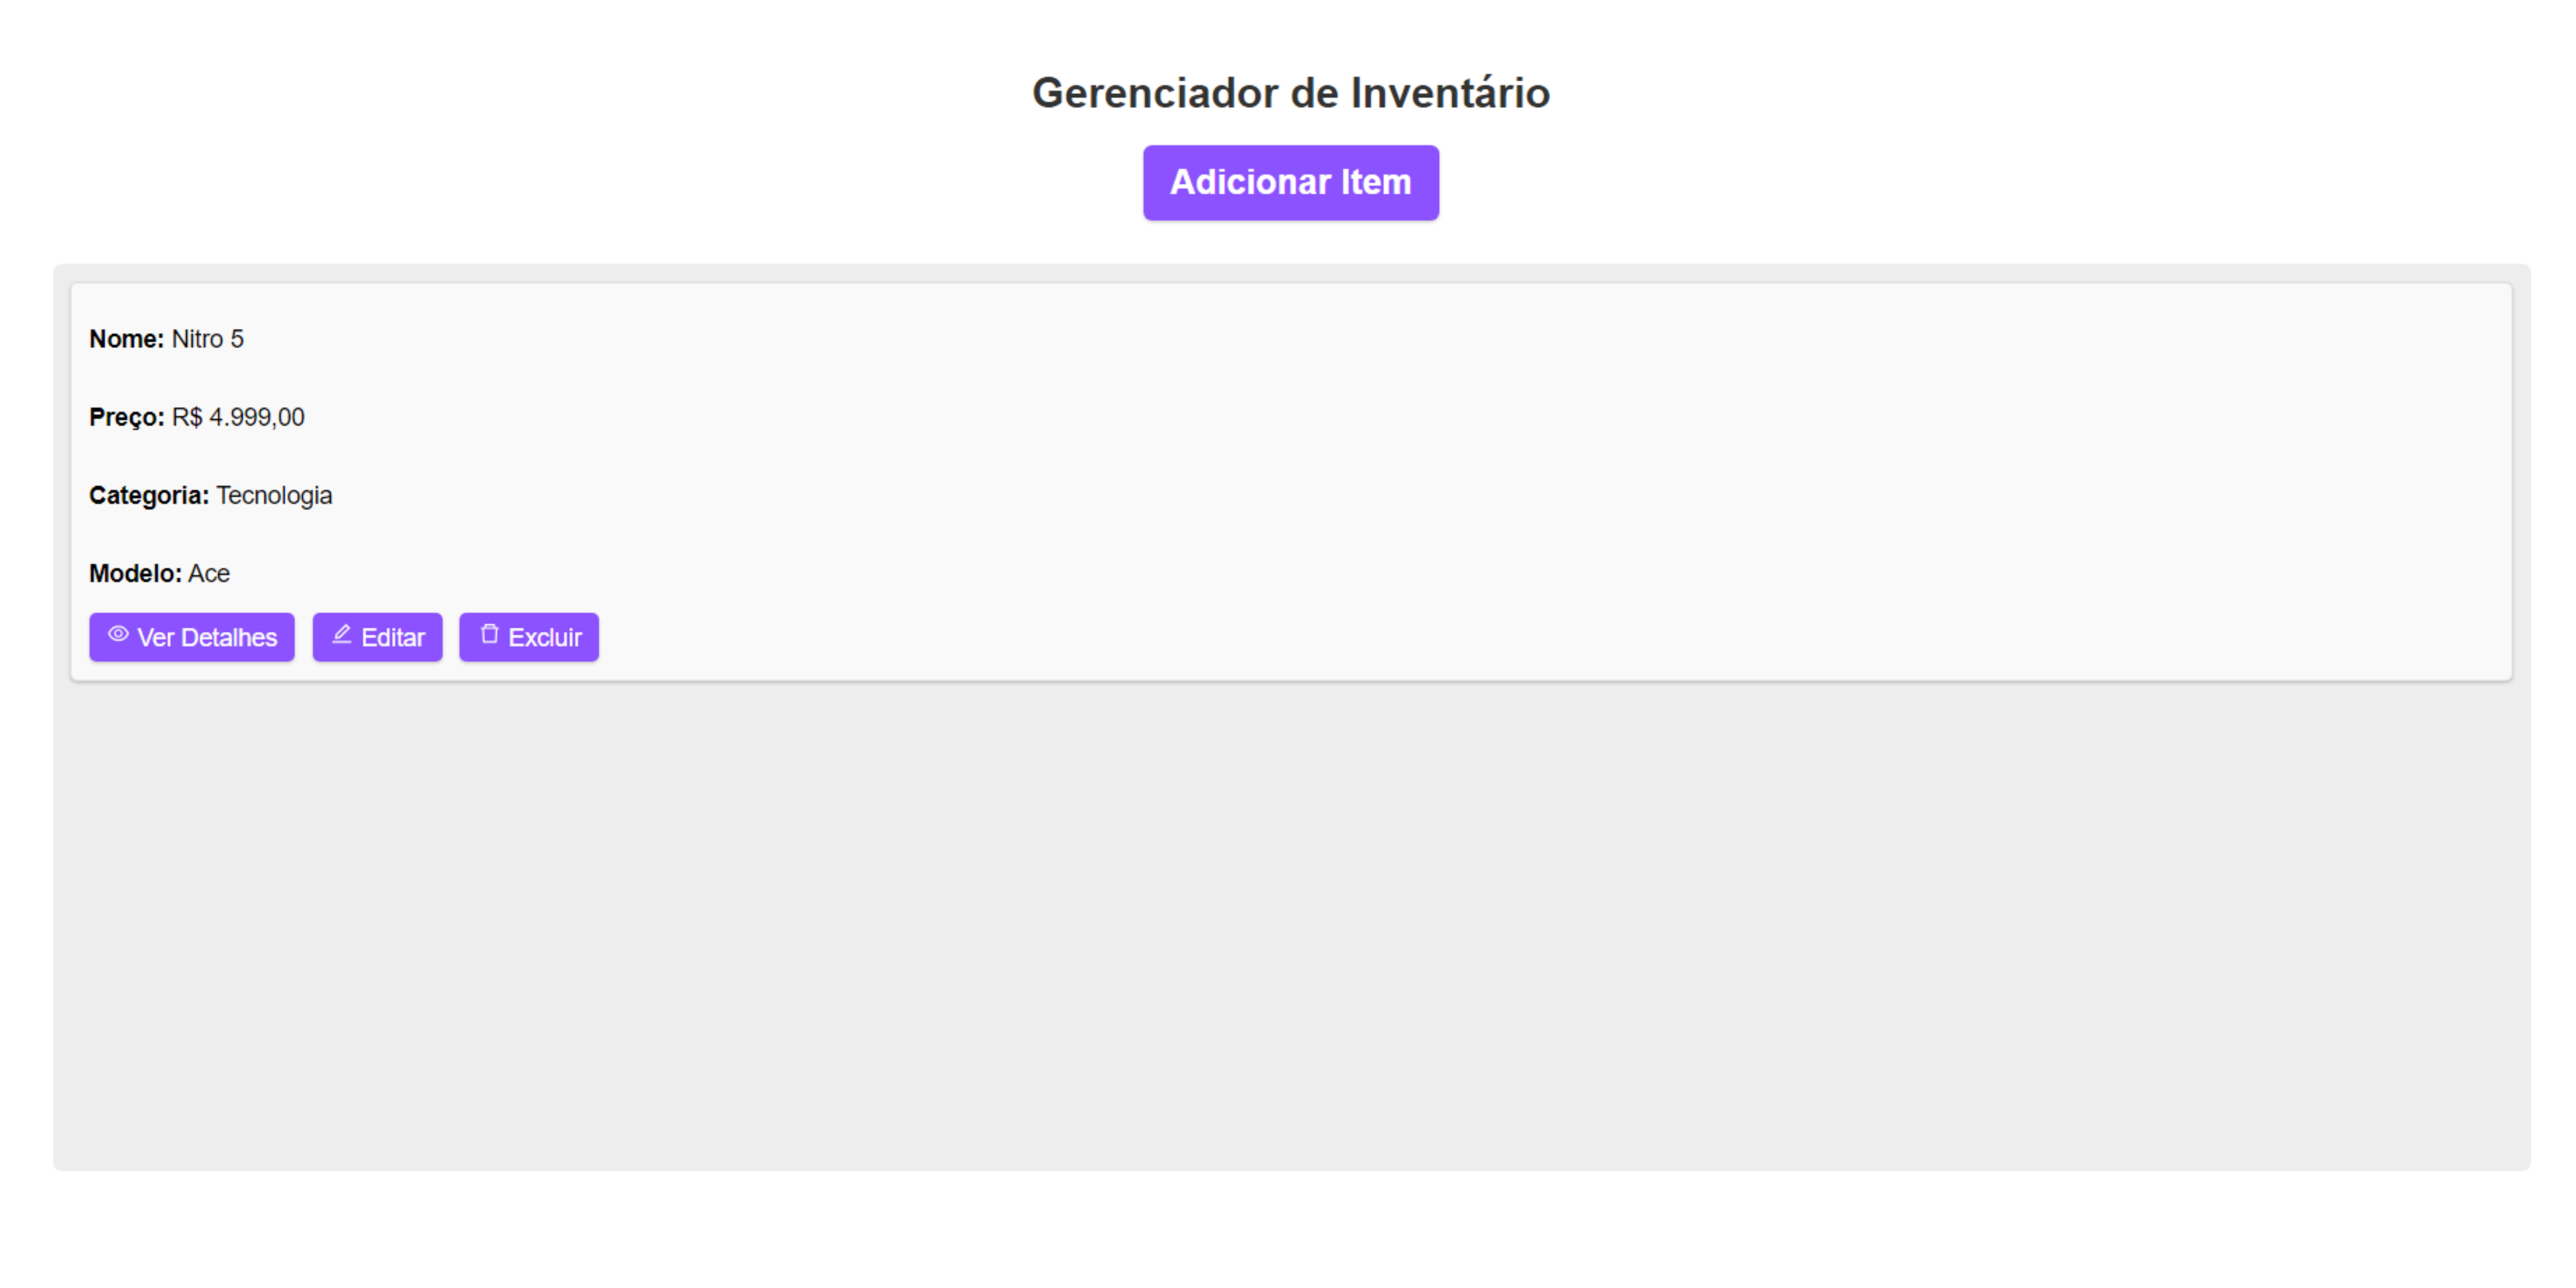 Gerenciador de Inventário
Adicionar Item
Nome: Nitro 5
Preço: R$ 4.999,00
Categoria: Tecnologia
Modelo: Ace
Ver Detalhes Editar Excluir